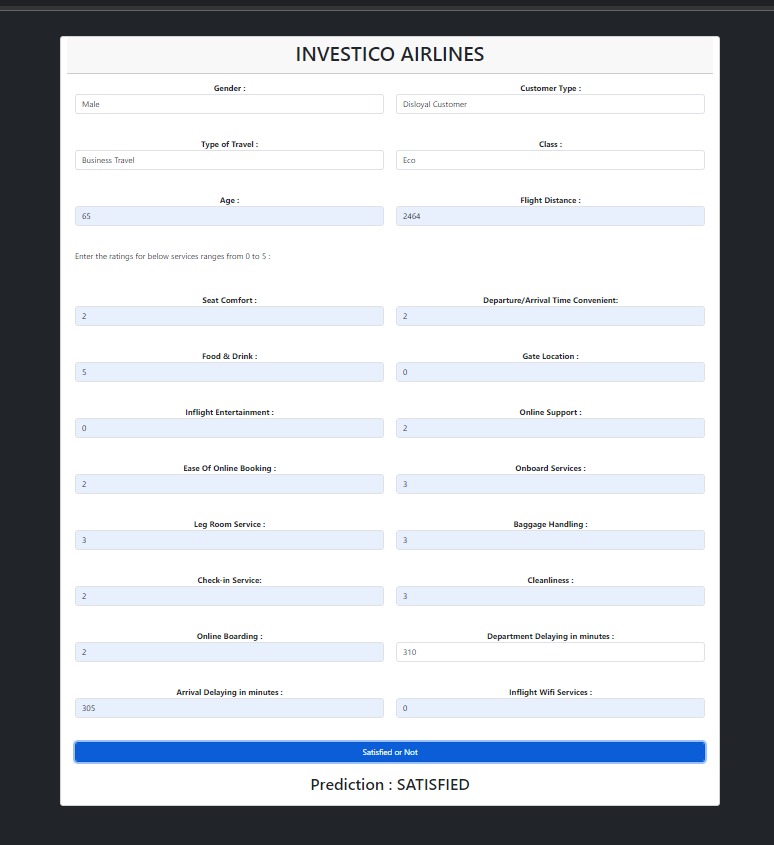 INVESTICO AIRLINES
Gender : Customer Type :
Male Disloyal Customer
Type of Travel : Class :
Business Travel Eco
Age : Flight Distance :
65 2464
Enter the ratings for below services ranges from 0 to 5 :
Seat Comfort : Departure/Arrival Time Convenient:
2 2
Food & Drink : Gate Location :
5 0
Inflight Entertainment : Online Support :
0 2
Ease Of Online Booking : Onboard Services :
2 3
Leg Room Service : Baggage Handling :
3 3
Check-in Service: Cleanliness :
2 3
Online Boarding : Department Delaying in minutes :
2 310
Arrival Delaying in minutes : Inflight Wifi Services :
305 0
Satisfied or Not
Prediction : SATISFIED